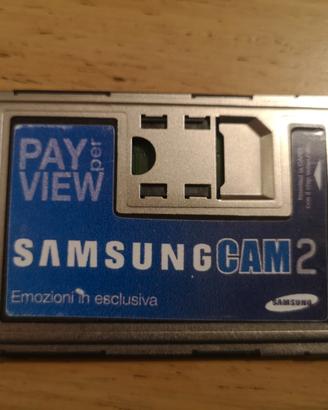 PAY per
VIEW
SAMSUNGCAM2
Emozioni in esclusiva
SAMSUNG